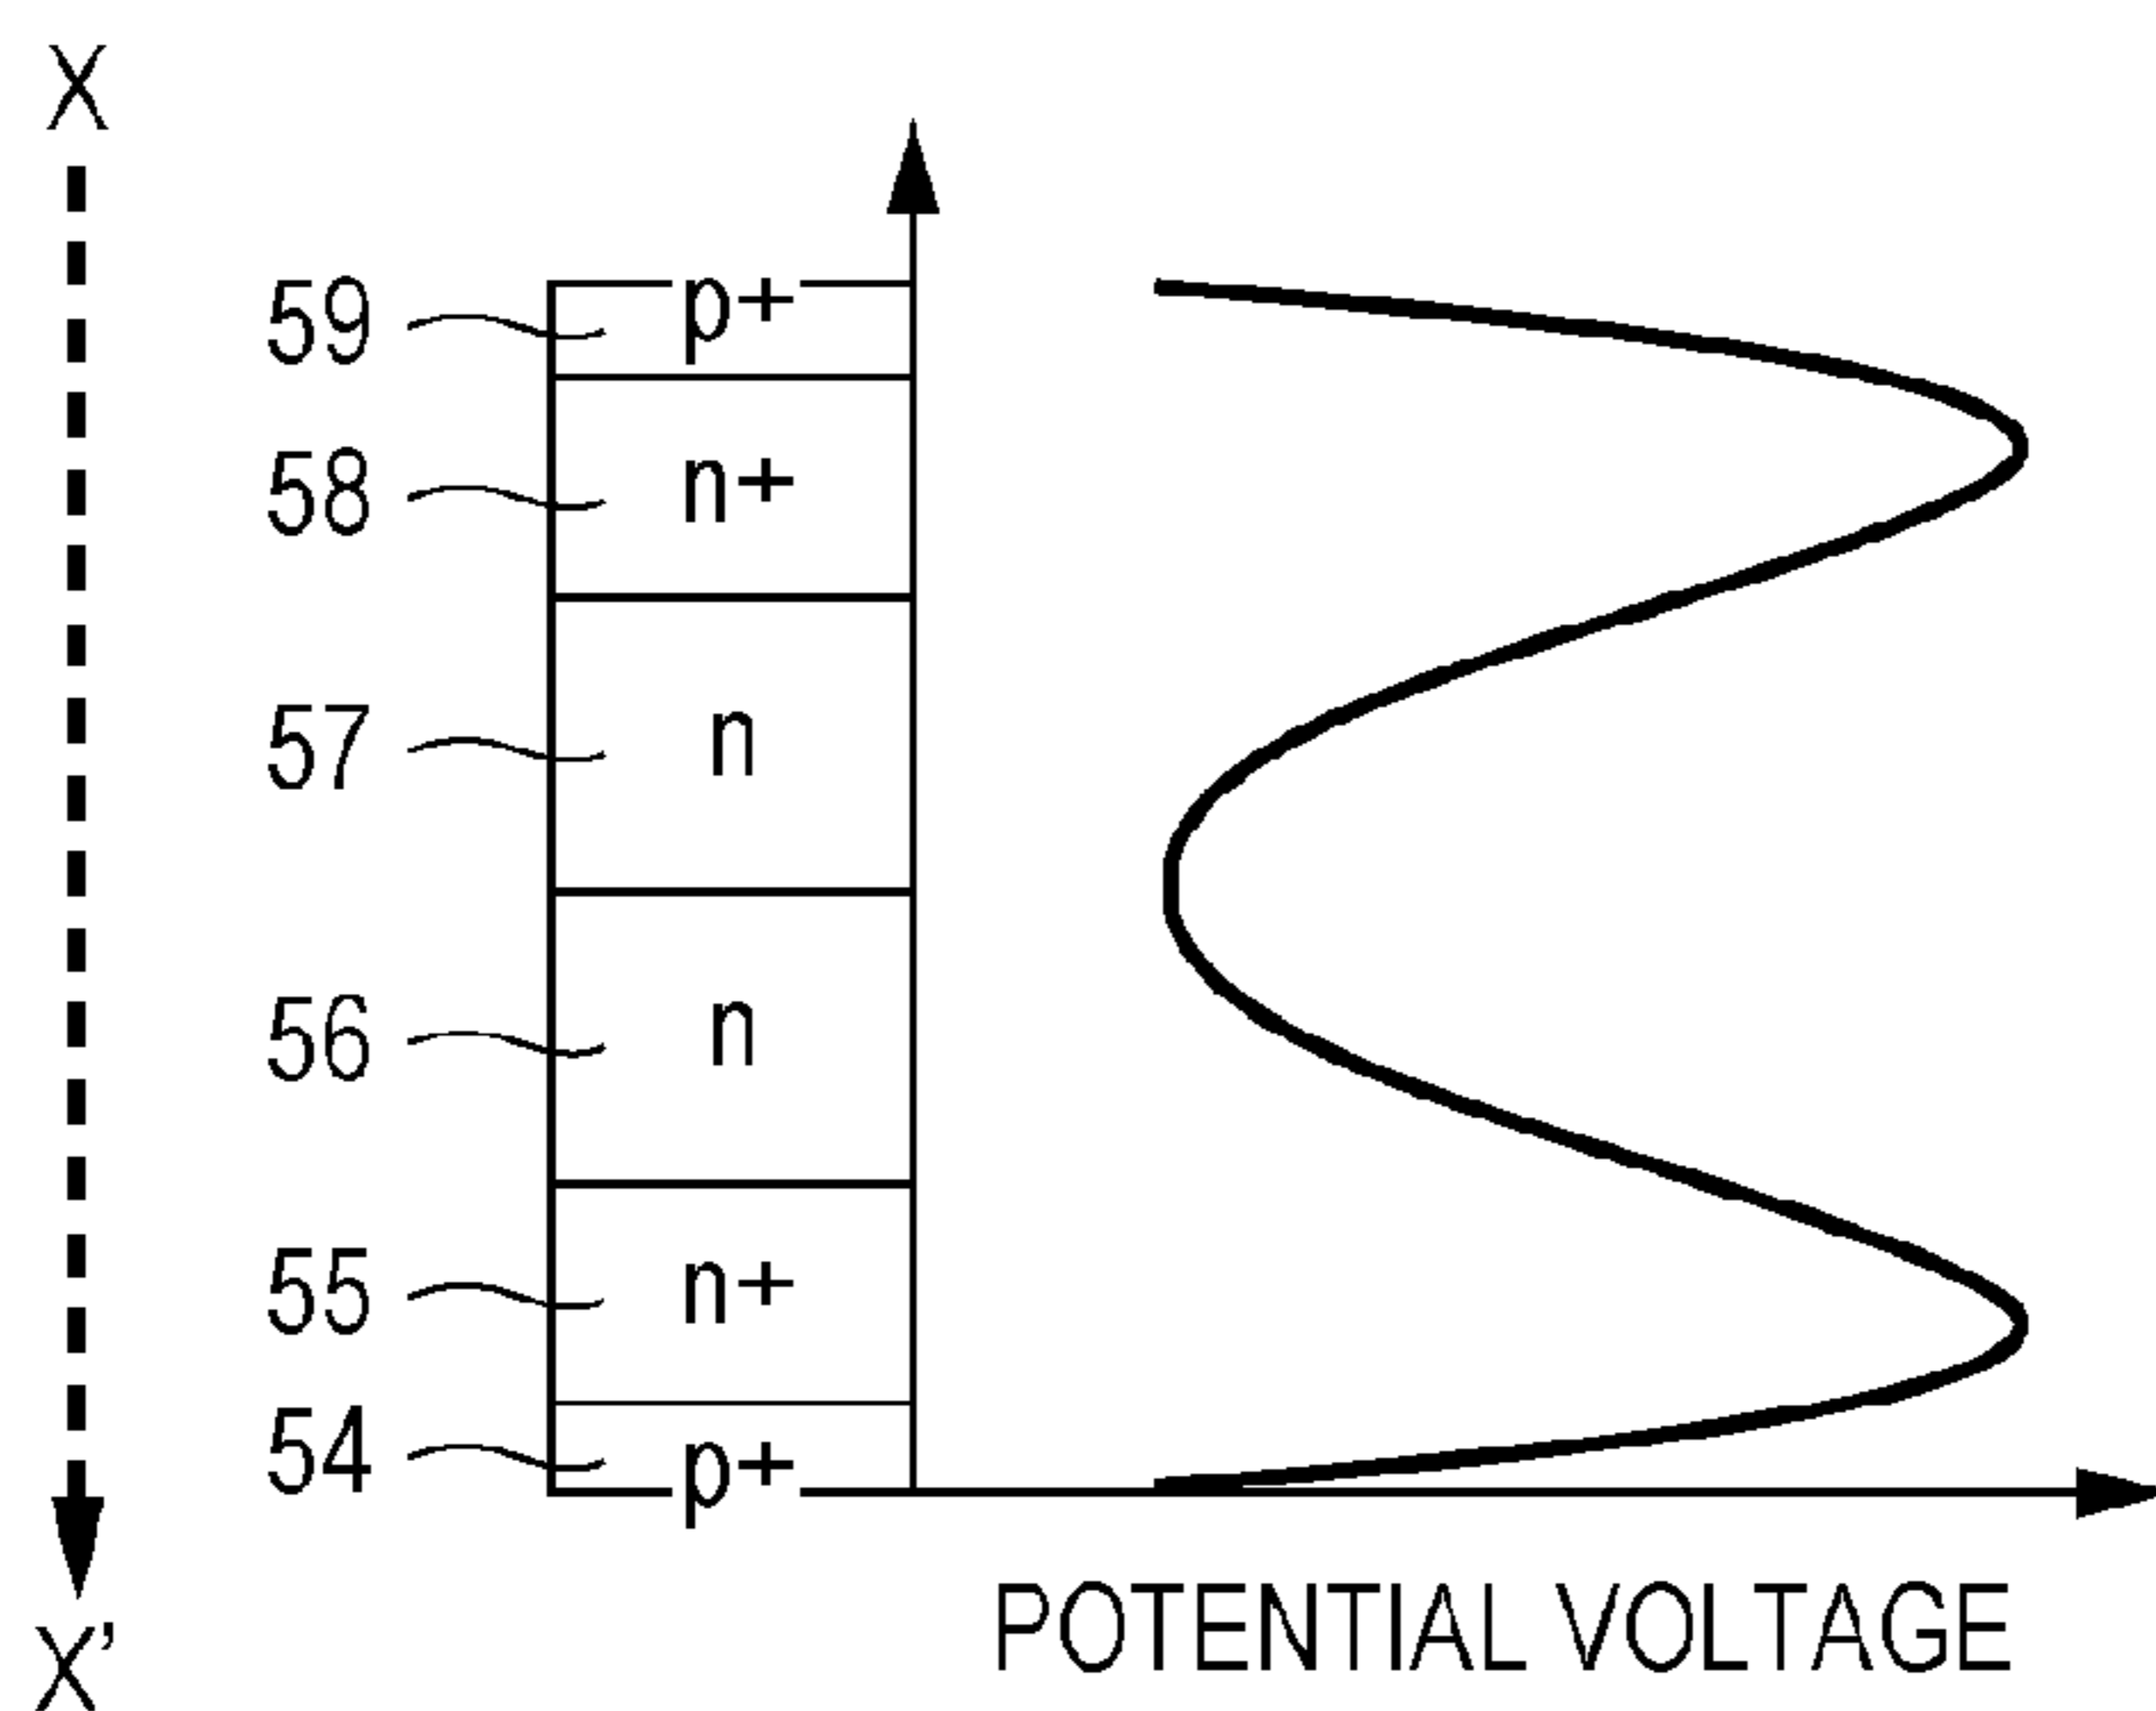 X
59 p+
58 n+
57 n
56 n
55 n+
54 p+
X'
POTENTIAL VOLTAGE